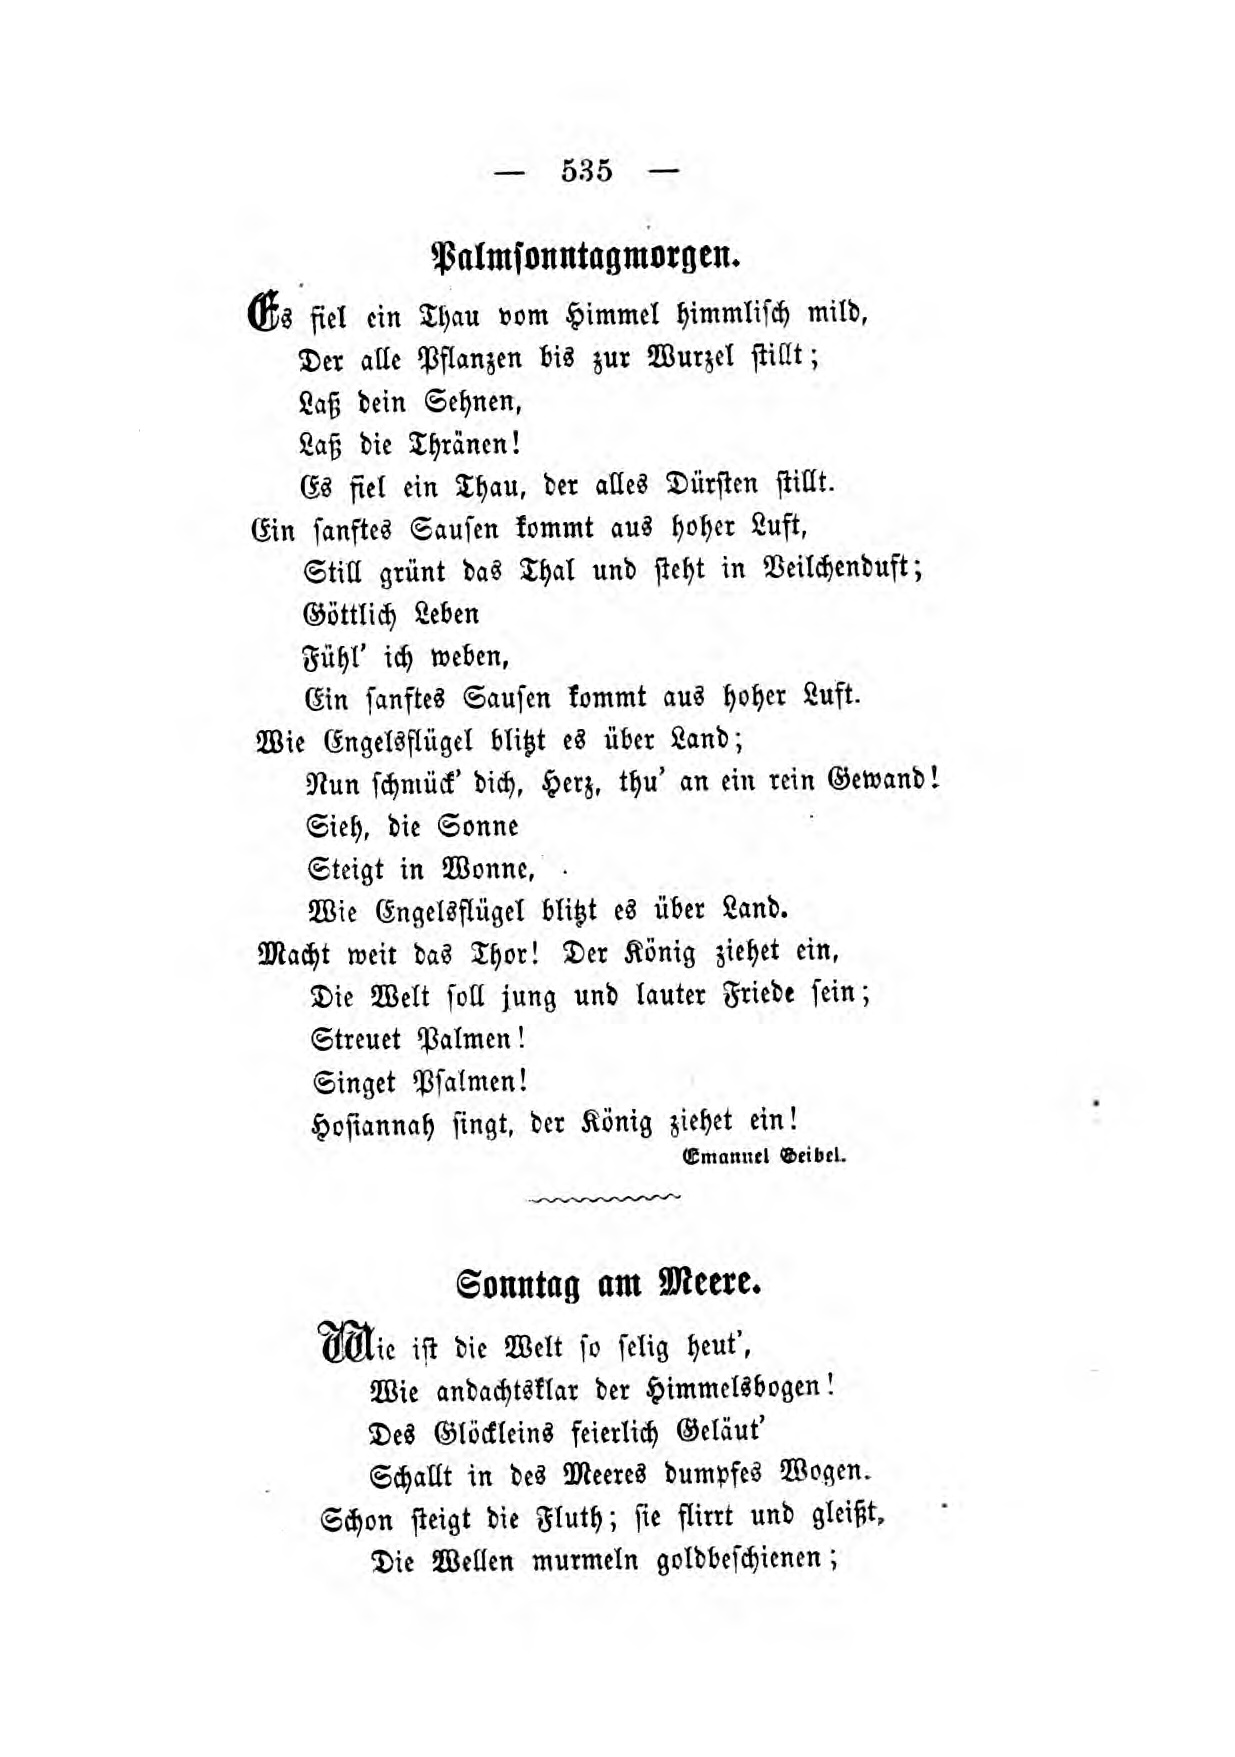 — 535 —
Palmſonntagmorgen.
Es fiel ein Thau vom Himmel himmliſch mild,
Der alle Pflanzen bis zur Wurzel ſtillt;
Laß dein Sehnen,
Laß die Thränen!
Es fiel ein Thau, der alles Dürſten ſtillt.
Ein ſanftes Sauſen kommt aus hoher Luft,
Still grünt das Thal und ſteht in Veilchenduft;
Göttlich Leben
Fühl’ ich weben,
Ein ſanftes Sauſen kommt aus hoher Luft.
Wie Engelsflügel blitzt es über Land;
Nun ſchmück’ dich, Herz, thu’ an ein rein Gewand!
Sieh, die Sonne
Steigt in Wonne,
Wie Engelsflügel blitzt es über Land.
Macht weit das Thor! Der König ziehet ein,
Die Welt ſoll jung und lauter Friede ſein;
Streuet Palmen!
Singet Pſalmen!
Hoſiannah ſingt, der König ziehet ein!
Emanuel Geibel.
Sonntag am Meere.
Wie iſt die Welt ſo ſelig heut’,
Wie andachtsklar der Himmelsbogen!
Des Glöckleins feierlich Geläut’
Schallt in des Meeres dumpfes Wogen.
Schon ſteigt die Fluth; ſie flirrt und gleißt,
Die Wellen murmeln goldbeſchienen;